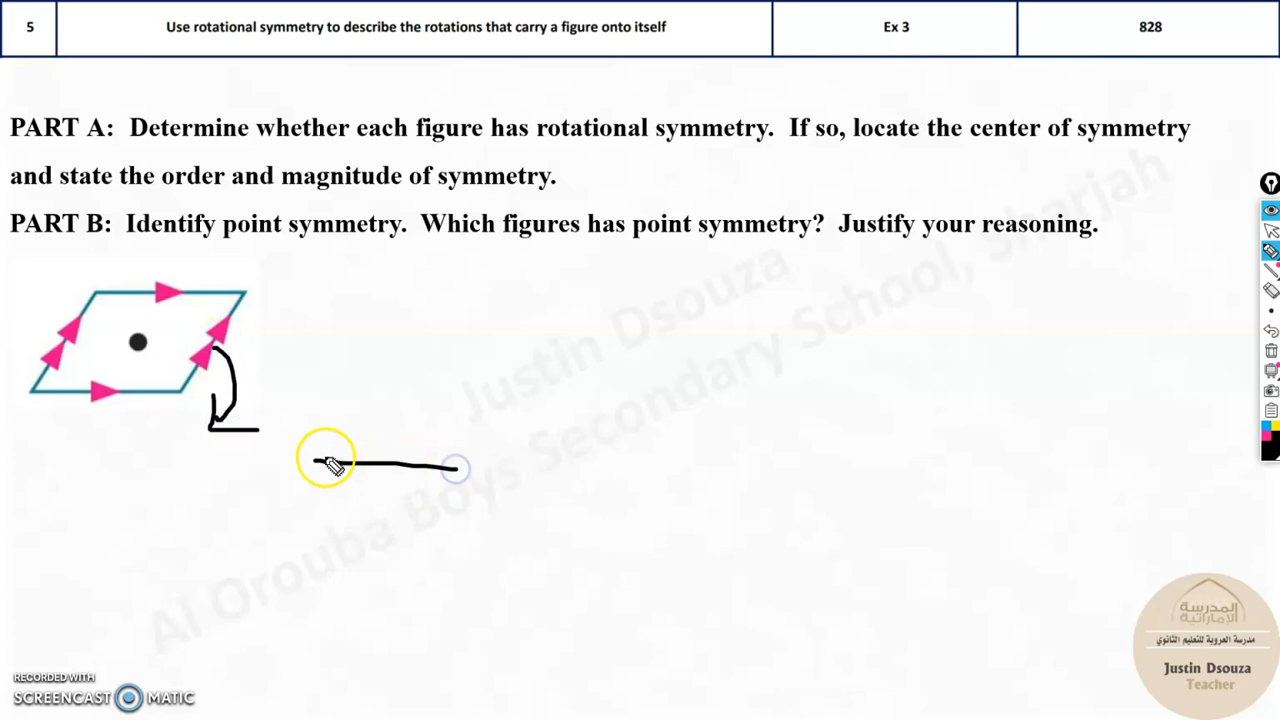 5 Use rotational symmetry to describe the rotations that carry a figure onto itself Ex 3 828
PART A: Determine whether each figure has rotational symmetry. If so, locate the center of symmetry
and state the order and magnitude of symmetry.
PART B: Identify point symmetry. Which figures has point symmetry? Justify your reasoning.
Justin Dsouza
Al Orouba Boys Secondary School, Sharjah
المدرسة
الإماراتية
مدرسة العروبة للتعليم الثانوي
Justin Dsouza
Teacher
RECORDED WITH
SCREENCAST MATIC